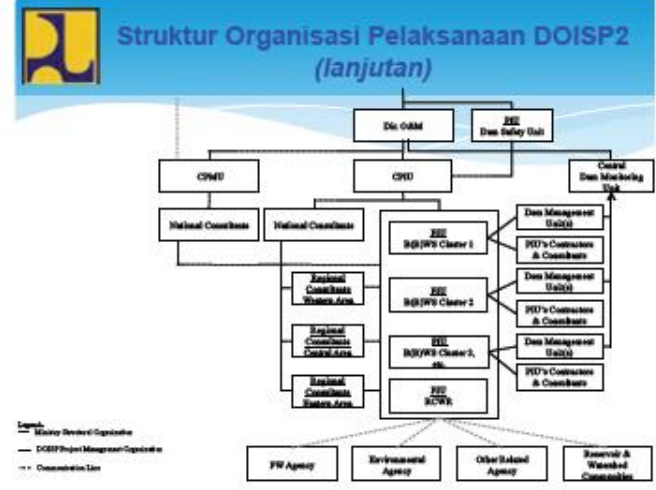 Struktur Organisasi Pelaksanaan DOISP2
(lanjutan)
Dir O&M
PIU
Dam Safety Unit
CPMU
CPIU
Central
Dam Monitoring
Unit
National Consultants
National Consultants
PIU
B(B)WS Cluster 1
Dam Management
Unit(s)
PIU's Contractors
& Consultants
Regional
Consultants
Western Area
PIU
B(B)WS Cluster 2
Dam Management
Unit(s)
PIU's Contractors
& Consultants
Regional
Consultants
Central Area
PIU
B(B)WS Cluster 3,
etc.
Dam Management
Unit(s)
PIU's Contractors
& Consultants
Regional
Consultants
Eastern Area
PIU
RCWR
Legend:
Ministry Structural Organization
DOISP Project Management Organization
Communication Line
PW Agency
Environmental
Agency
Other Related
Agency
Reservoir &
Watershed
Communities